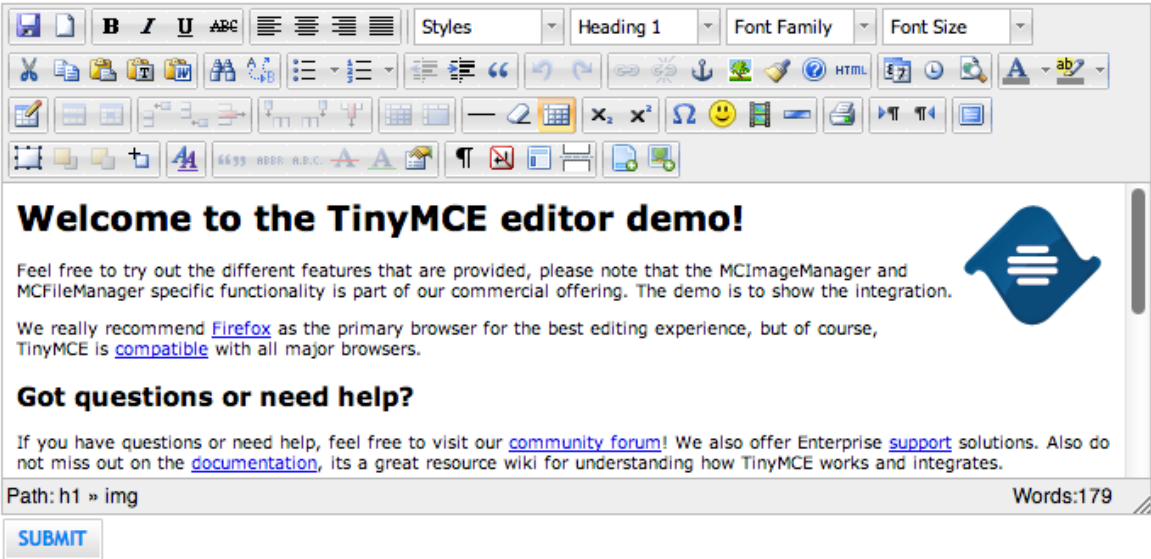 B I U ABC Styles Heading 1 Font Family Font Size
HTML A ab
x₂ x² Ω ¶ ¶
A ABBR A.B.C. A A ¶
Welcome to the TinyMCE editor demo!
Feel free to try out the different features that are provided, please note that the MCImageManager and
MCFileManager specific functionality is part of our commercial offering. The demo is to show the integration.
We really recommend Firefox as the primary browser for the best editing experience, but of course,
TinyMCE is compatible with all major browsers.
Got questions or need help?
If you have questions or need help, feel free to visit our community forum! We also offer Enterprise support solutions. Also do
not miss out on the documentation, its a great resource wiki for understanding how TinyMCE works and integrates.
Path: h1 » img Words:179
SUBMIT